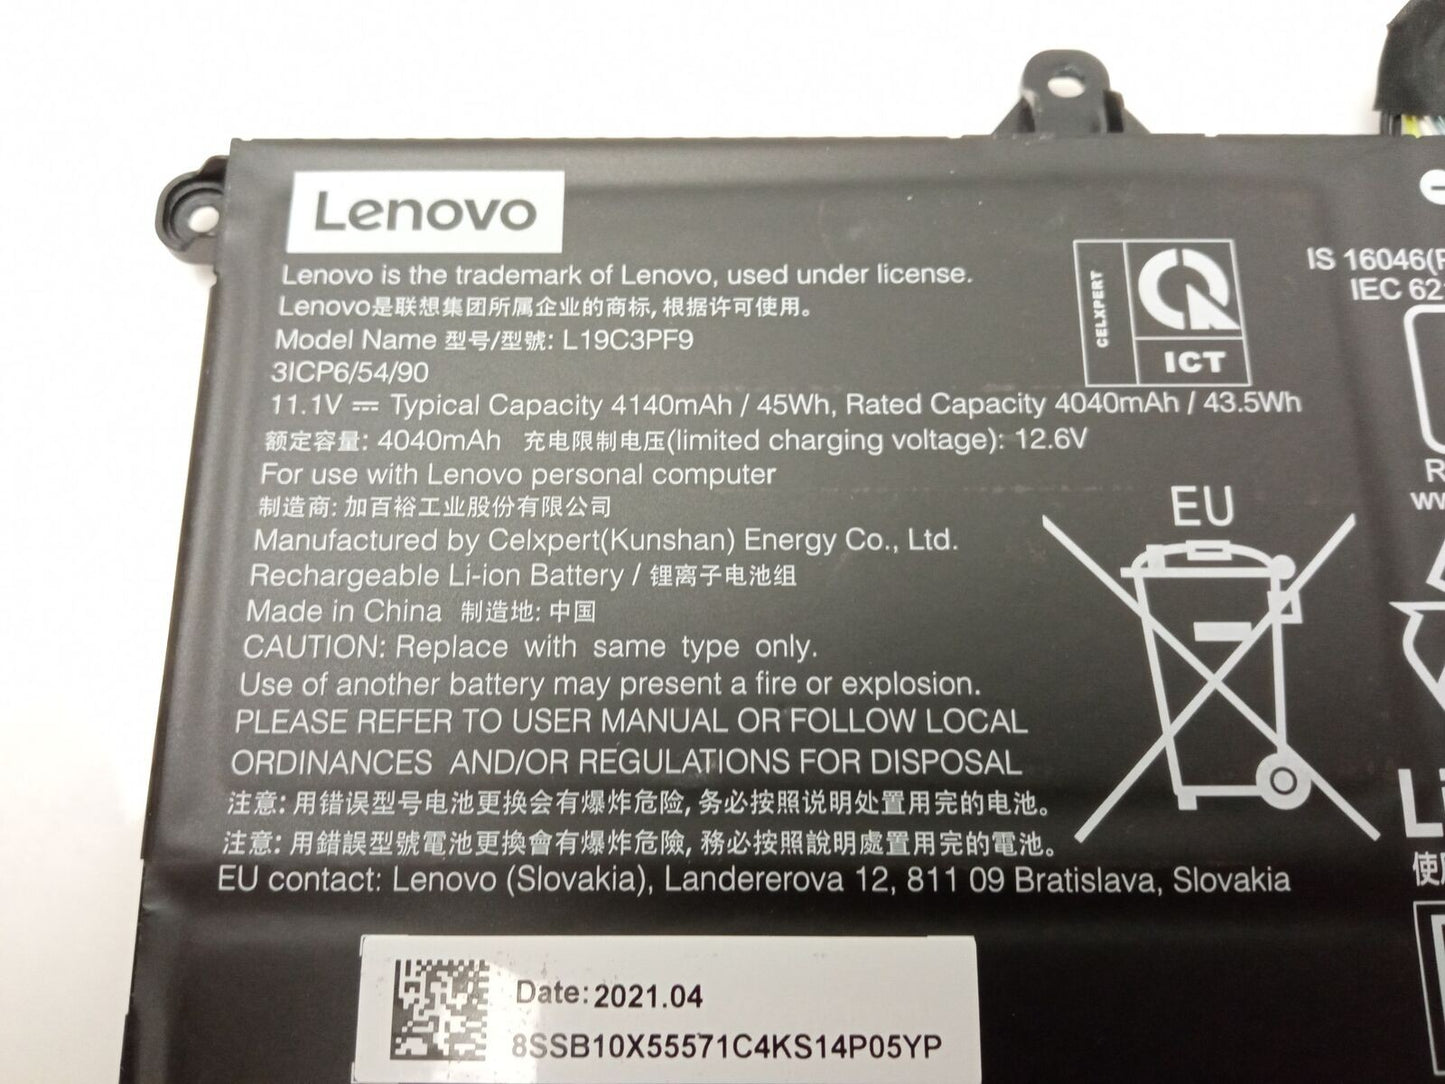 Lenovo
Lenovo is the trademark of Lenovo, used under license.
Lenovo是联想集团所属企业的商标, 根据许可使用。
Model Name 型号/型號: L19C3PF9
3ICP6/54/90
11.1V ⎓ Typical Capacity 4140mAh / 45Wh, Rated Capacity 4040mAh / 43.5Wh
额定容量: 4040mAh 充电限制电压(limited charging voltage): 12.6V
For use with Lenovo personal computer
制造商: 加百裕工业股份有限公司
Manufactured by Celxpert(Kunshan) Energy Co., Ltd.
Rechargeable Li-ion Battery / 锂离子电池组
Made in China 制造地: 中国
CAUTION: Replace with same type only.
Use of another battery may present a fire or explosion.
PLEASE REFER TO USER MANUAL OR FOLLOW LOCAL
ORDINANCES AND/OR REGULATIONS FOR DISPOSAL
注意: 用错误型号电池更换会有爆炸危险, 务必按照说明处置用完的电池。
注意: 用錯誤型號電池更換會有爆炸危險, 務必按照說明處置用完的電池。
EU contact: Lenovo (Slovakia), Landererova 12, 811 09 Bratislava, Slovakia
Date: 2021.04
8SSB10X55571C4KS14P05YP
CELXPERT
ICT
EU
IS 16046(
IEC 62
R
ww
L
使